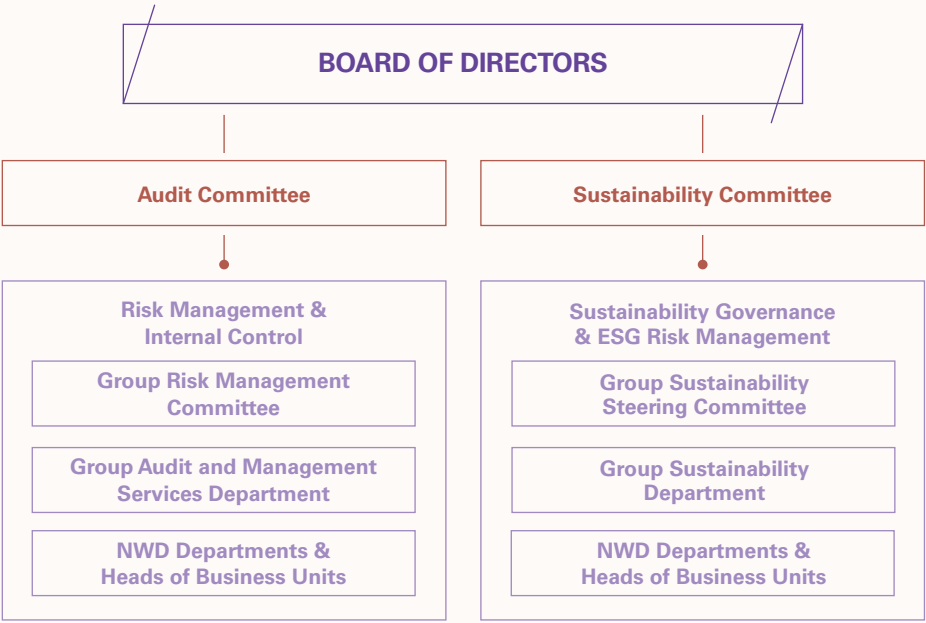 BOARD OF DIRECTORS
Audit Committee
Sustainability Committee
Risk Management &
Internal Control
Group Risk Management
Committee
Group Audit and Management
Services Department
NWD Departments &
Heads of Business Units
Sustainability Governance
& ESG Risk Management
Group Sustainability
Steering Committee
Group Sustainability
Department
NWD Departments &
Heads of Business Units